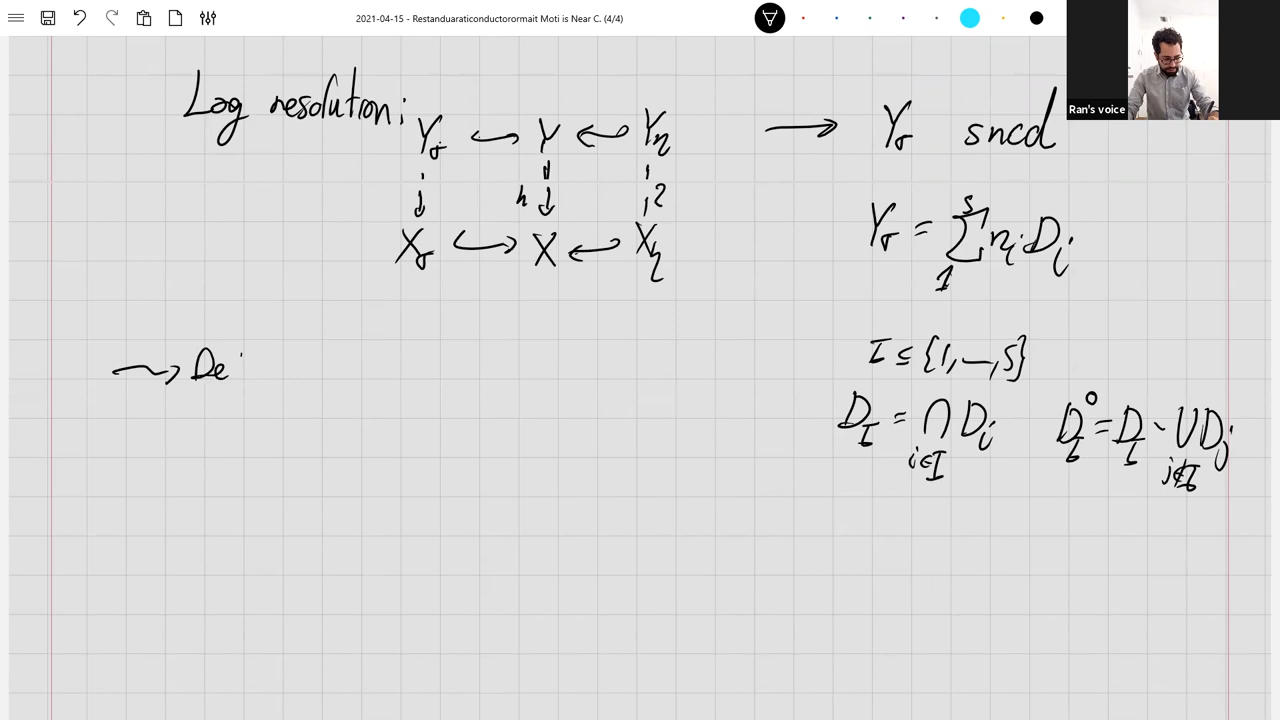 2021-04-15 - Restanduaraticonductorormait Moti is Near C. (4/4)
Ran's voice
Log resolution:
Y_σ ↪ Y ↩ Y_η ⟶ Y_σ sncd
h
X_σ ↪ X ↩ X_η
Y_σ = ∑_1^s n_i D_i
I ⊆ {1, —, s}
⇝ De
D_I = ∩_{i∈I} D_i D_I^o = D_I \ ∪_{j∉I} D_j